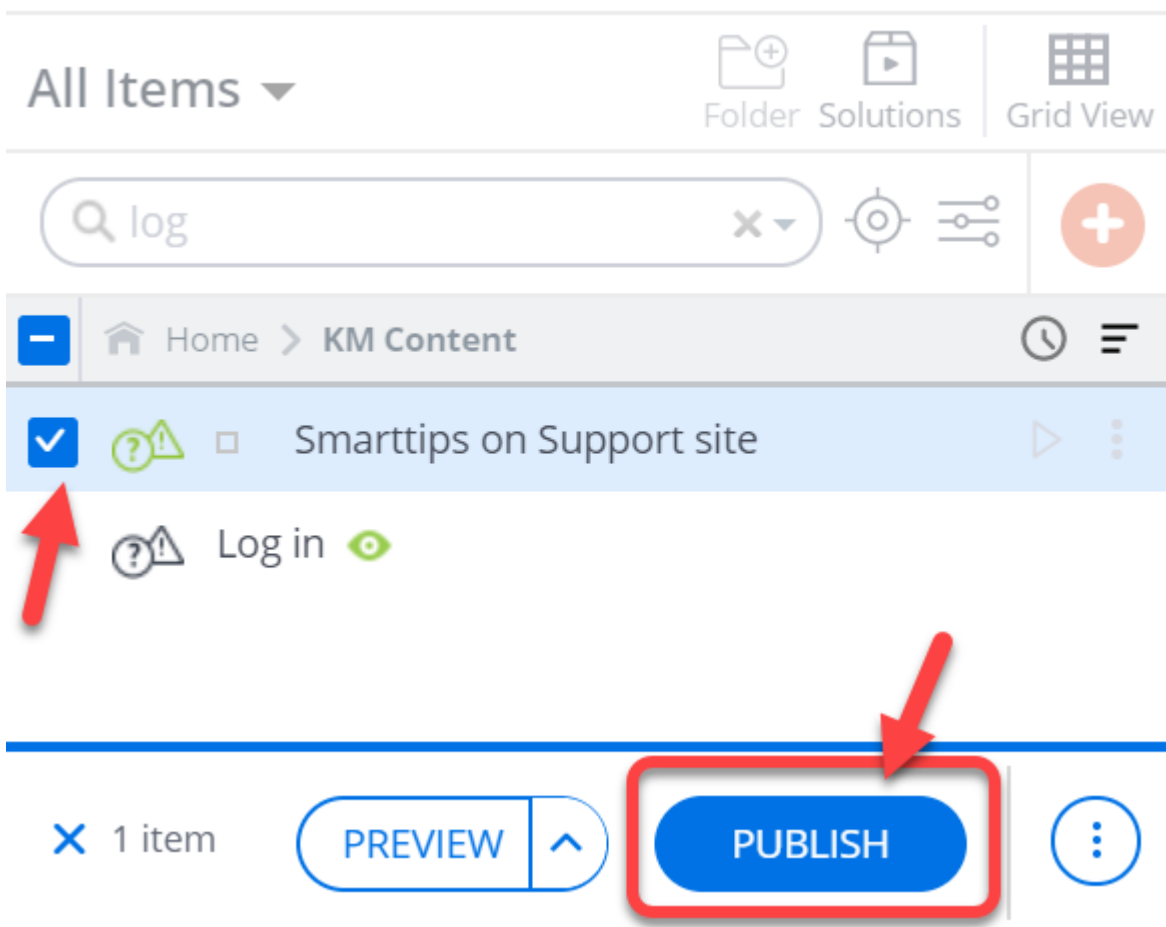 All Items
Folder Solutions Grid View
log
Home > KM Content
Smarttips on Support site
Log in
1 item PREVIEW PUBLISH